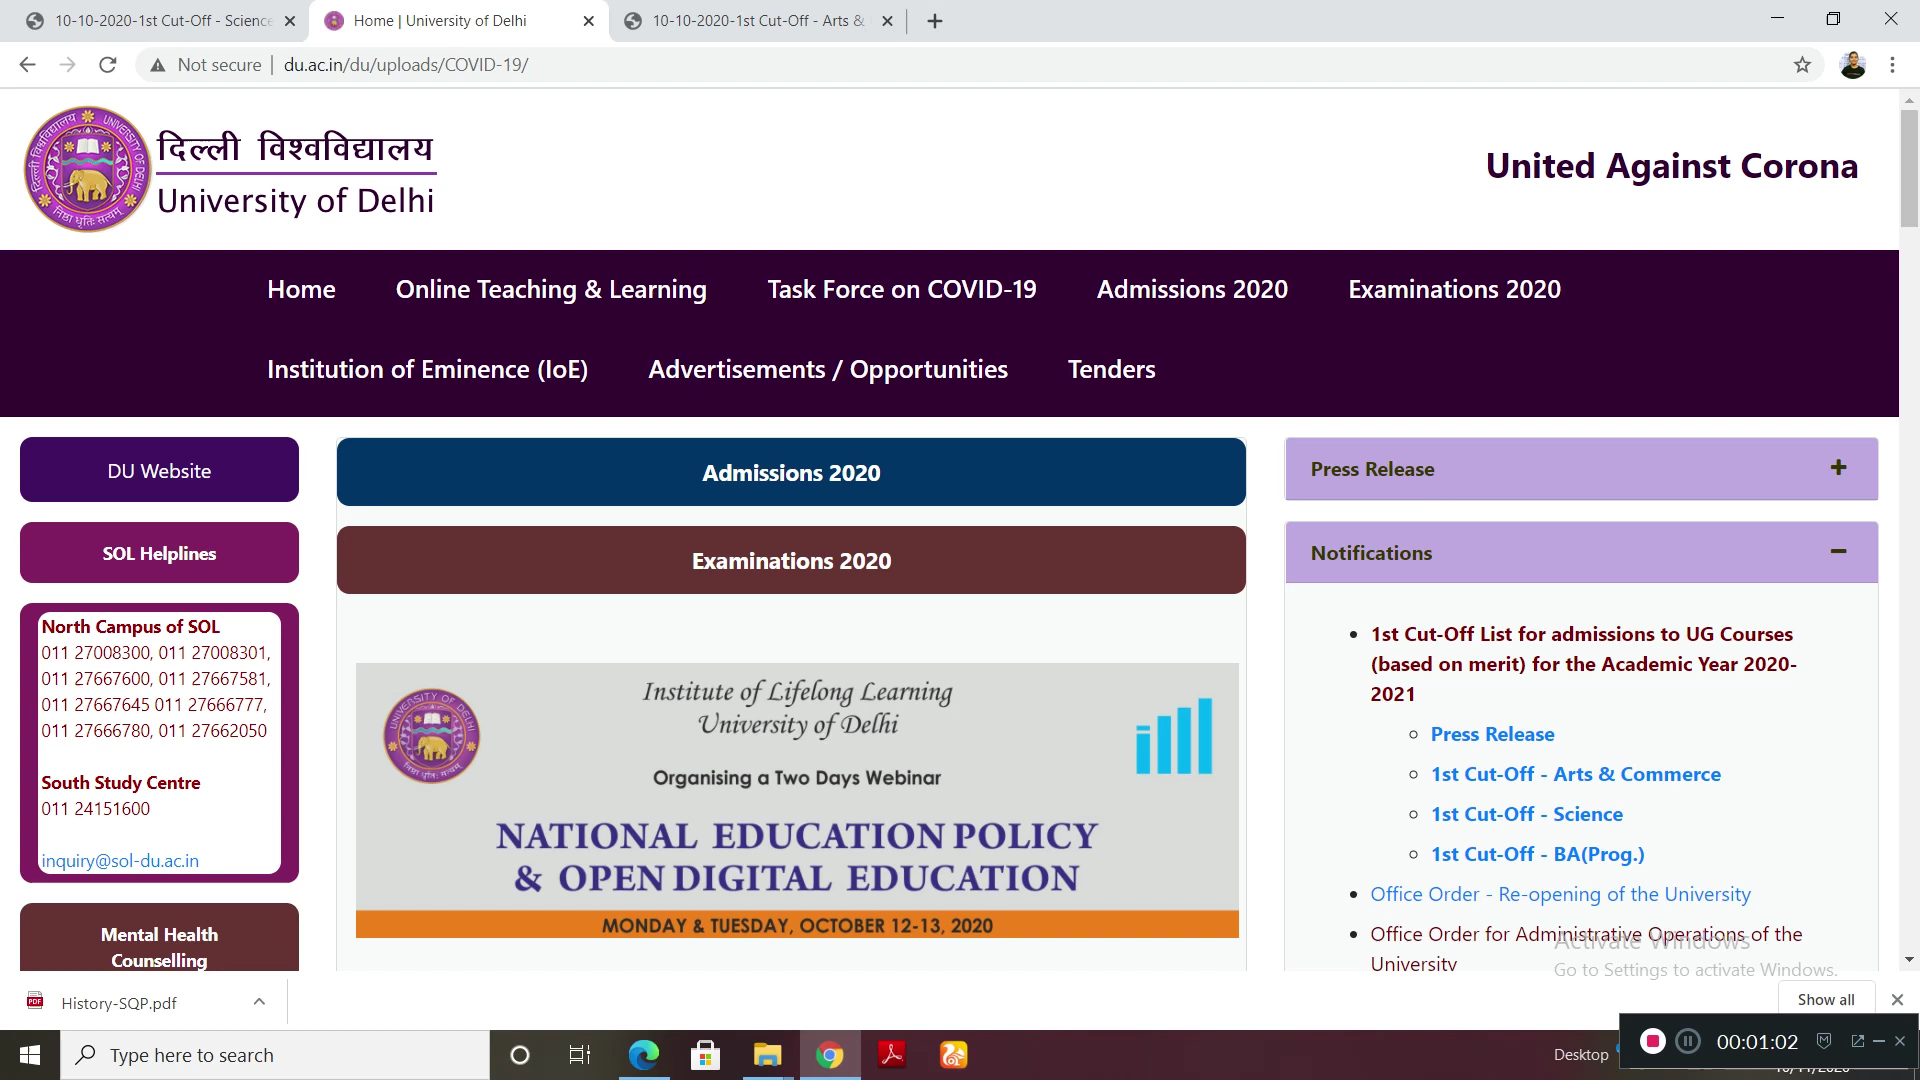 10-10-2020-1st Cut-Off - Science
Home | University of Delhi
10-10-2020-1st Cut-Off - Arts &
Not secure | du.ac.in/du/uploads/COVID-19/
दिल्ली विश्वविद्यालय
University of Delhi
United Against Corona
Home Online Teaching & Learning Task Force on COVID-19 Admissions 2020 Examinations 2020
Institution of Eminence (IoE) Advertisements / Opportunities Tenders
DU Website
SOL Helplines
North Campus of SOL
011 27008300, 011 27008301,
011 27667600, 011 27667581,
011 27667645 011 27666777,
011 27666780, 011 27662050
South Study Centre
011 24151600
inquiry@sol-du.ac.in
Mental Health
Counselling
Admissions 2020
Examinations 2020
Institute of Lifelong Learning
University of Delhi
Organising a Two Days Webinar
NATIONAL EDUCATION POLICY
& OPEN DIGITAL EDUCATION
MONDAY & TUESDAY, OCTOBER 12-13, 2020
Press Release
Notifications
1st Cut-Off List for admissions to UG Courses
(based on merit) for the Academic Year 2020-
2021
Press Release
1st Cut-Off - Arts & Commerce
1st Cut-Off - Science
1st Cut-Off - BA(Prog.)
Office Order - Re-opening of the University
Office Order for Administrative Operations of the
University
Activate Windows
Go to Settings to activate Windows.
History-SQP.pdf
Show all
Type here to search
Desktop
00:01:02